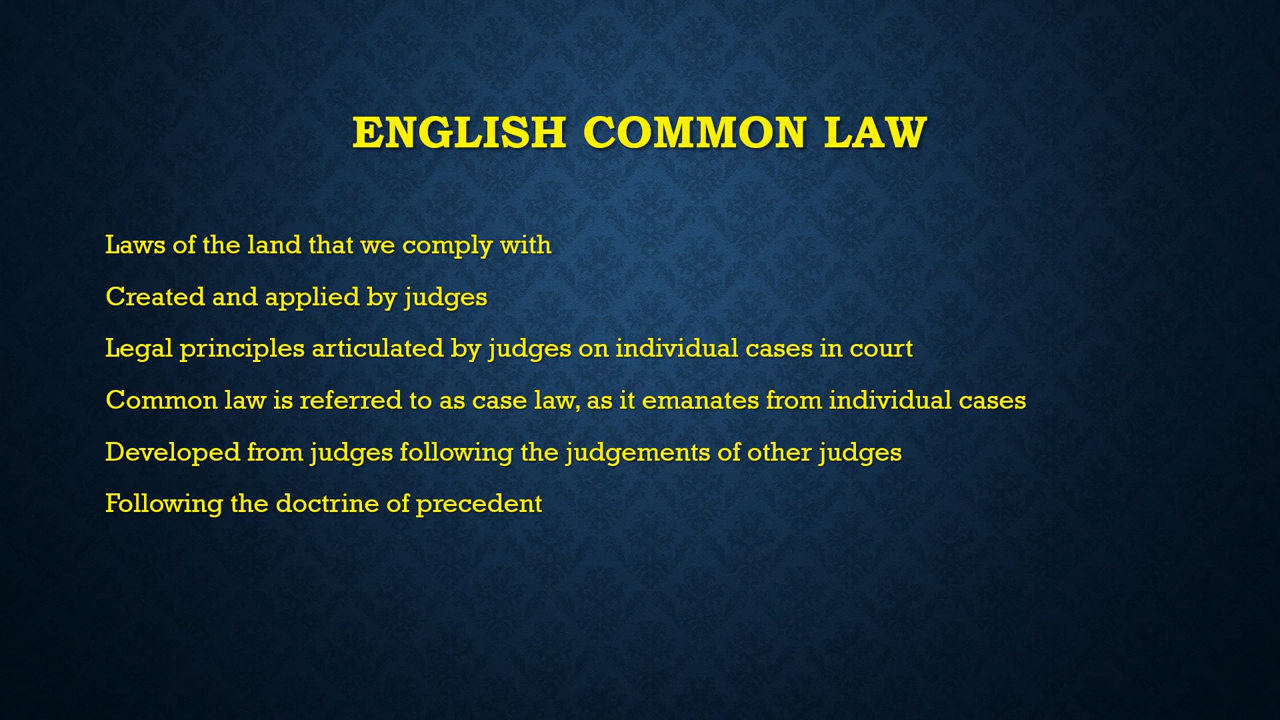 ENGLISH COMMON LAW
Laws of the land that we comply with
Created and applied by judges
Legal principles articulated by judges on individual cases in court
Common law is referred to as case law, as it emanates from individual cases
Developed from judges following the judgements of other judges
Following the doctrine of precedent